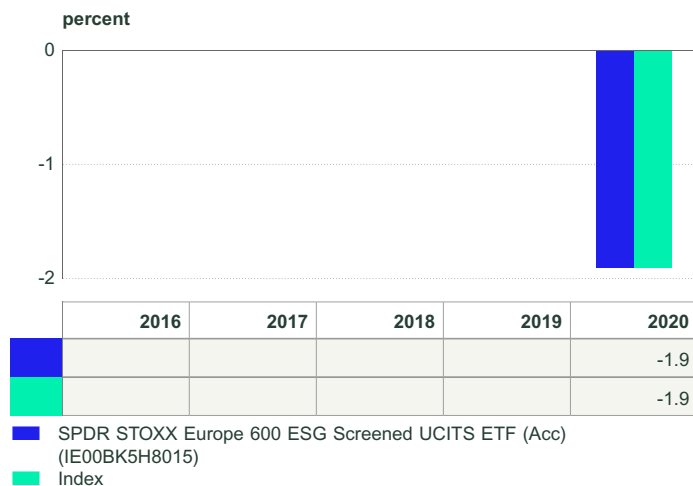 percent
0
-1
-2
2016 2017 2018 2019 2020
-1.9
-1.9
SPDR STOXX Europe 600 ESG Screened UCITS ETF (Acc)
(IE00BK5H8015)
Index